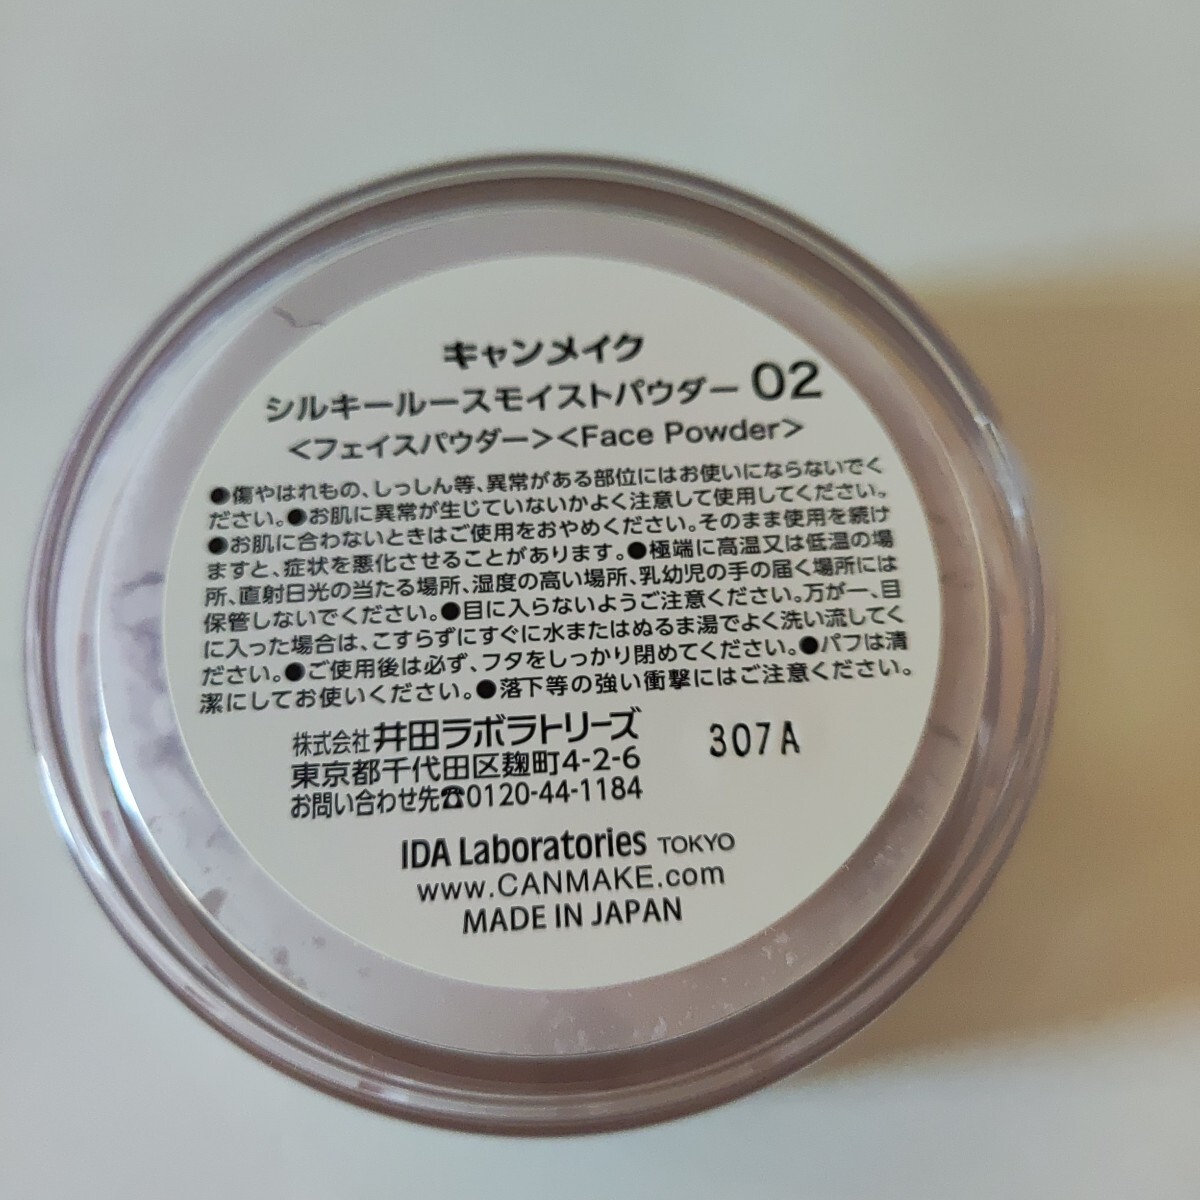 キャンメイク
シルキールースモイストパウダー 02
<フェイスパウダー><Face Powder>
●傷やはれもの、しっしん等、異常がある部位にはお使いにならないでく
ださい。●お肌に異常が生じていないかよく注意して使用してください。
●お肌に合わないときはご使用をおやめください。そのまま使用を続け
ますと、症状を悪化させることがあります。●極端に高温又は低温の場
所、直射日光の当たる場所、湿度の高い場所、乳幼児の手の届く場所には
保管しないでください。●目に入らないようご注意ください。万が一、目
に入った場合は、こすらずにすぐに水またはぬるま湯でよく洗い流してく
ださい。●ご使用後は必ず、フタをしっかり閉めてください。●パフは清
潔にしてお使いください。●落下等の強い衝撃にはご注意ください。
株式会社 井田ラボラトリーズ
東京都千代田区麹町4-2-6
お問い合わせ先☎0120-44-1184
307A
IDA Laboratories TOKYO
www.CANMAKE.com
MADE IN JAPAN